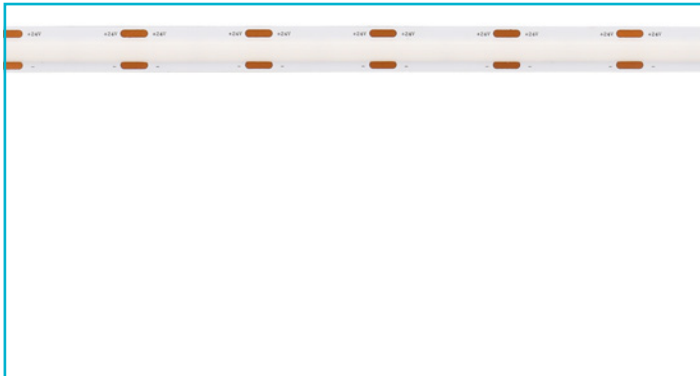 +24V +24V +24V +24V +24V +24V +24V +24V +24V +24V +24V
- - - - - - - - - - -